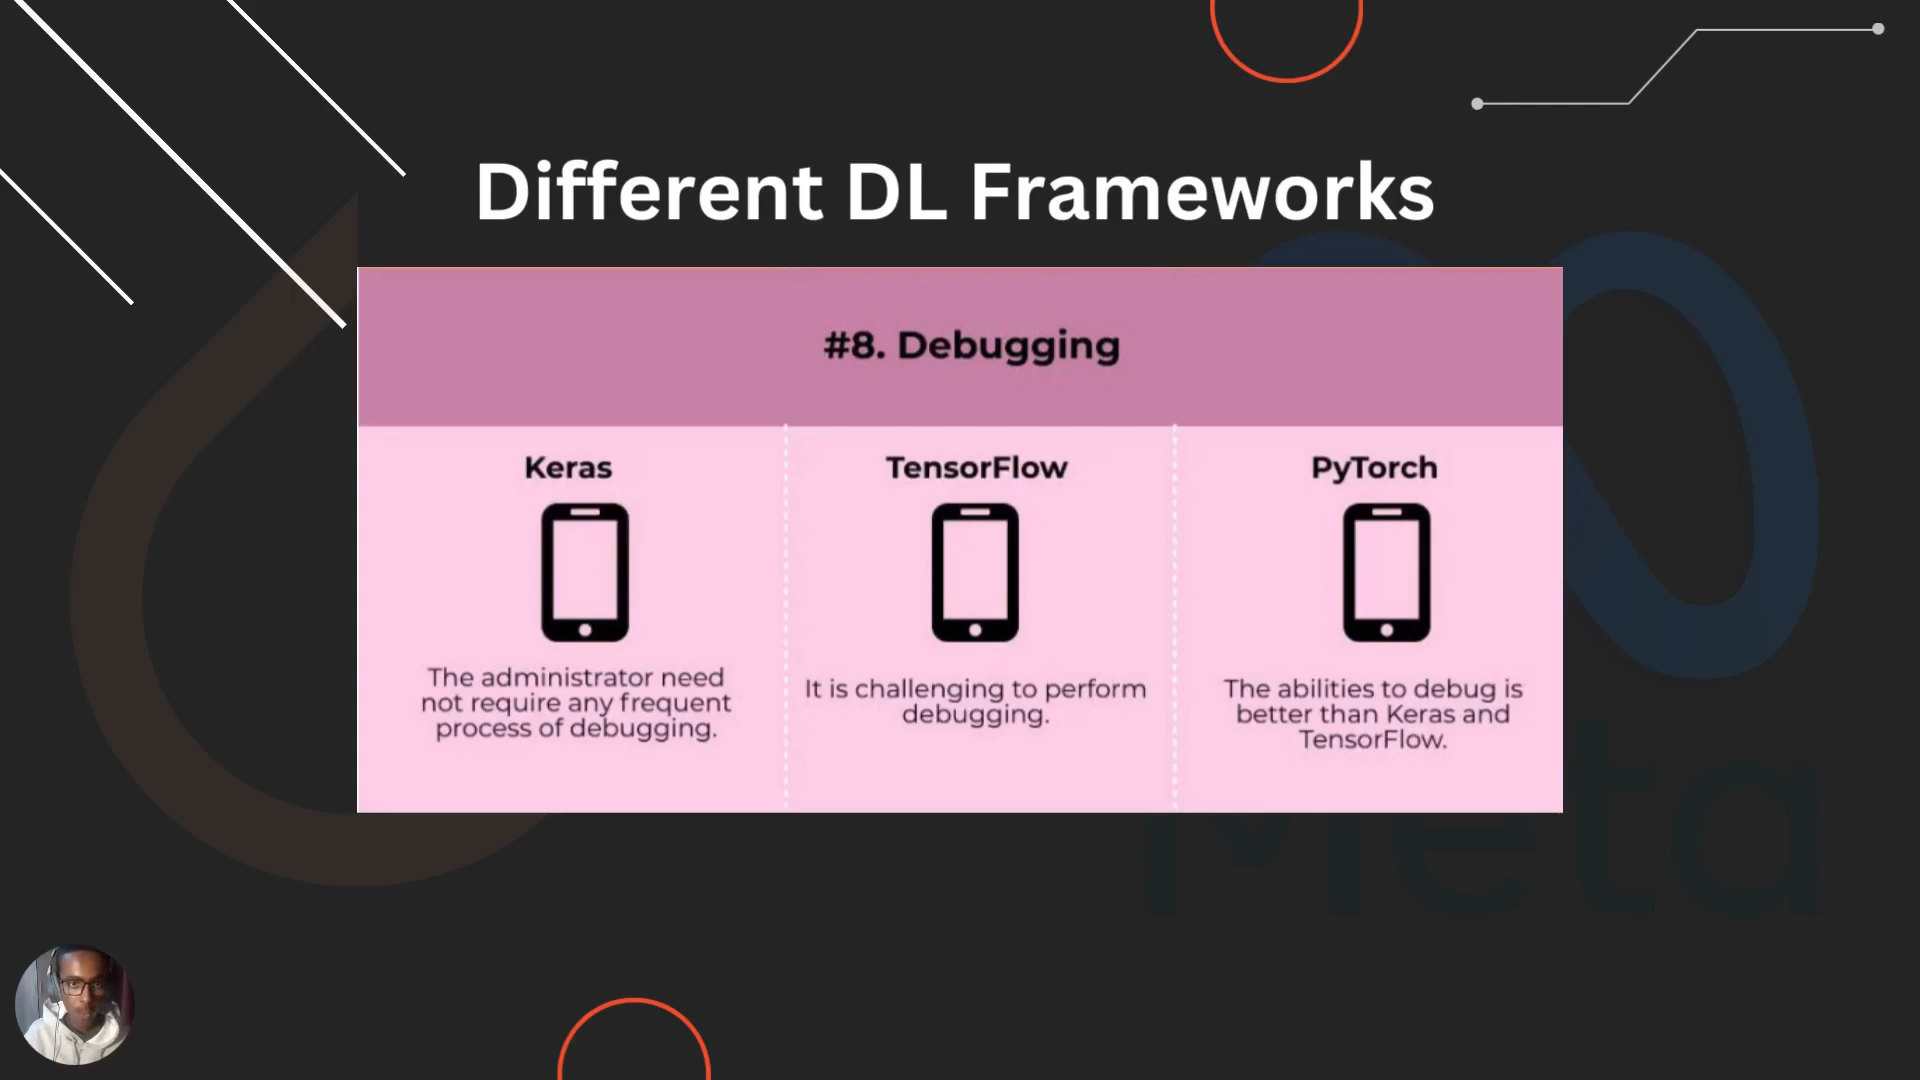 Different DL Frameworks
#8. Debugging
Keras
TensorFlow
PyTorch
The administrator need
not require any frequent
process of debugging.
It is challenging to perform
debugging.
The abilities to debug is
better than Keras and
TensorFlow.
Meta